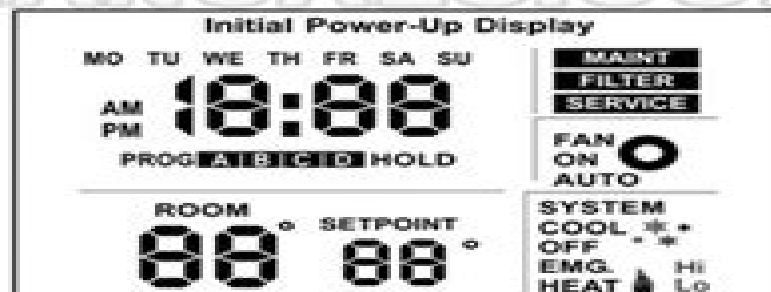 Initial Power-Up Display
MO TU WE TH FR SA SU
MAINT
FILTER
SERVICE
AM
PM
18:88
PROG A B C D HOLD
FAN
ON
AUTO
ROOM
88°
SETPOINT
88°
SYSTEM
COOL
OFF
EMG.
HEAT
Hi
Lo